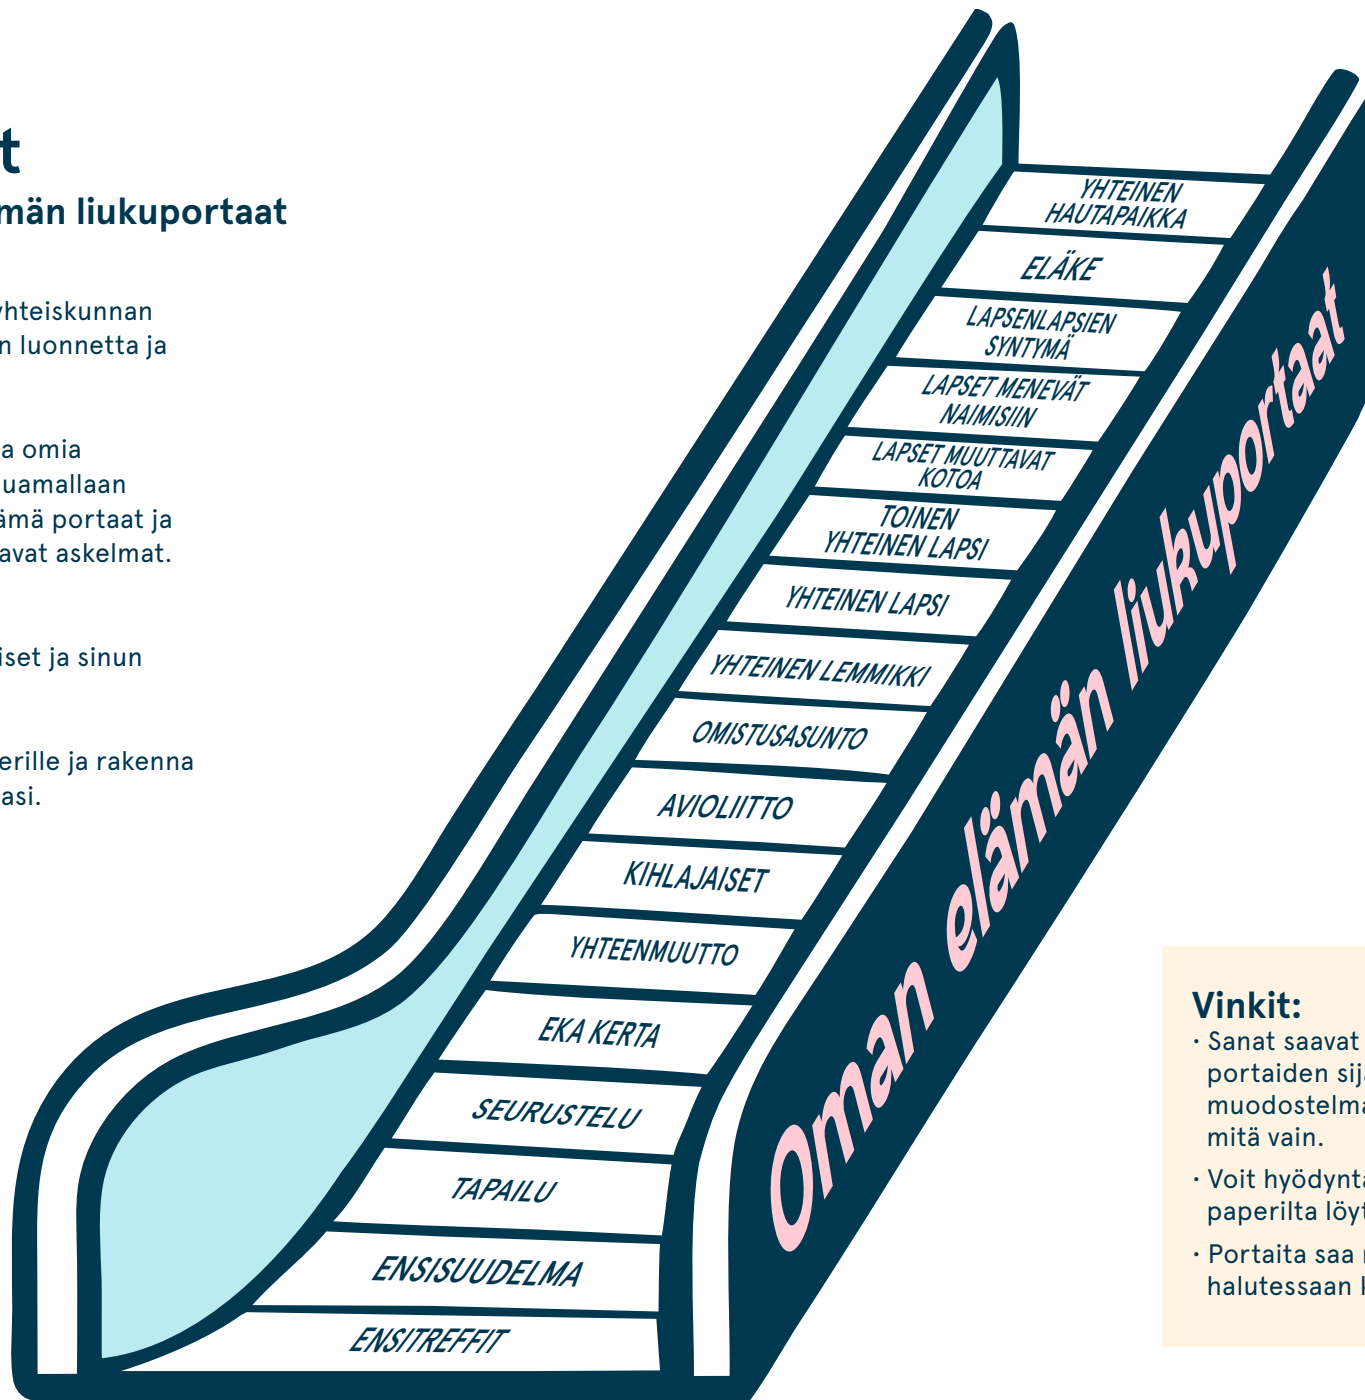 t
män liukuportaat
yhteiskunnan
n luonnetta ja
a omia
uamallaan
ämä portaat ja
avat askelmat.
iset ja sinun
erille ja rakenna
asi.
YHTEINEN
HAUTAPAIKKA
ELÄKE
LAPSENLAPSIEN
SYNTYMÄ
LAPSET MENEVÄT
NAIMISIIN
LAPSET MUUTTAVAT
KOTOA
TOINEN
YHTEINEN LAPSI
YHTEINEN LAPSI
YHTEINEN LEMMIKKI
OMISTUSASUNTO
AVIOLIITTO
KIHLAJAISET
YHTEENMUUTTO
EKA KERTA
SEURUSTELU
TAPAILU
ENSISUUDELMA
ENSITREFFIT
Oman elämän liukuportaat
Vinkit:
· Sanat saavat
portaiden sija
muodostelma
mitä vain.
· Voit hyödyntä
paperilta löyt
· Portaita saa
halutessaan k